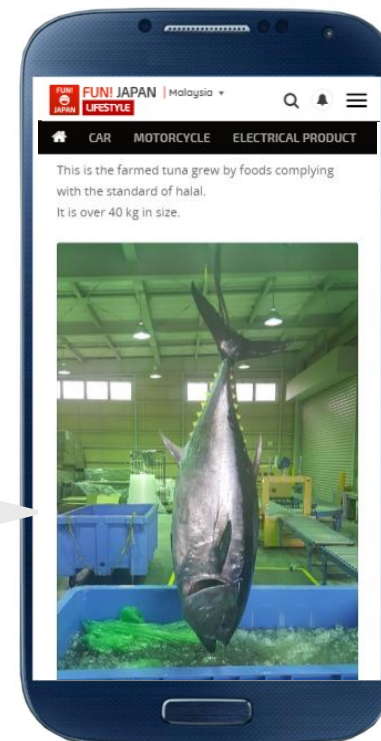 FUN! JAPAN
FUN! JAPAN | Malaysia
LIFESTYLE
CAR MOTORCYCLE ELECTRICAL PRODUCT
This is the farmed tuna grew by foods complying
with the standard of halal.
It is over 40 kg in size.